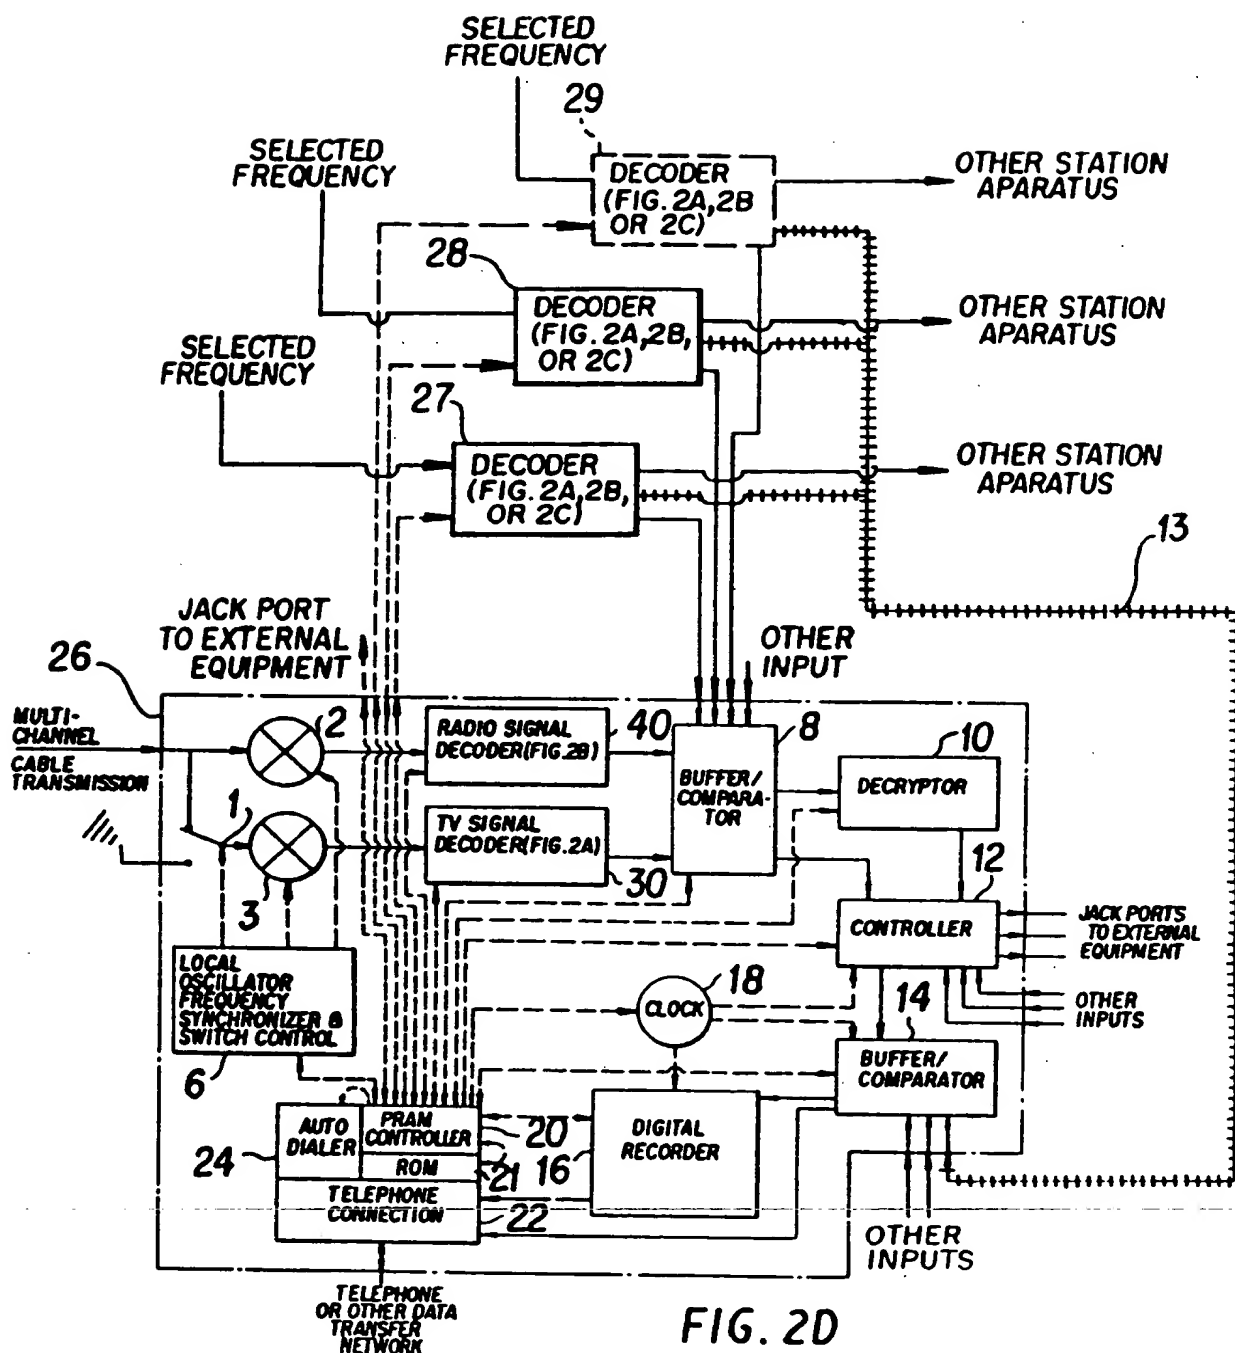 SELECTED
FREQUENCY
29
SELECTED
FREQUENCY
DECODER
(FIG. 2A, 2B
OR 2C)
OTHER STATION
APARATUS
28
DECODER
(FIG. 2A, 2B,
OR 2C)
OTHER STATION
APARATUS
SELECTED
FREQUENCY
27
DECODER
(FIG. 2A, 2B,
OR 2C)
OTHER STATION
APARATUS
13
JACK PORT
TO EXTERNAL
EQUIPMENT
OTHER
INPUT
26
MULTI-
CHANNEL
CABLE
TRANSMISSION
2
RADIO SIGNAL
DECODER (FIG. 2B)
40
8
BUFFER/
COMPARA-
TOR
10
DECRYPTOR
1
3
TV SIGNAL
DECODER (FIG. 2A)
30
12
CONTROLLER
JACK PORTS
TO EXTERNAL
EQUIPMENT
OTHER
INPUTS
LOCAL
OSCILLATOR
FREQUENCY
SYNCHRONIZER &
SWITCH CONTROL
6
18
CLOCK
14
BUFFER/
COMPARATOR
AUTO
DIALER
24
PRAM
CONTROLLER
20
ROM
21
16
DIGITAL
RECORDER
TELEPHONE
CONNECTION
22
OTHER
INPUTS
TELEPHONE
OR OTHER DATA
TRANSFER
NETWORK
FIG. 2D